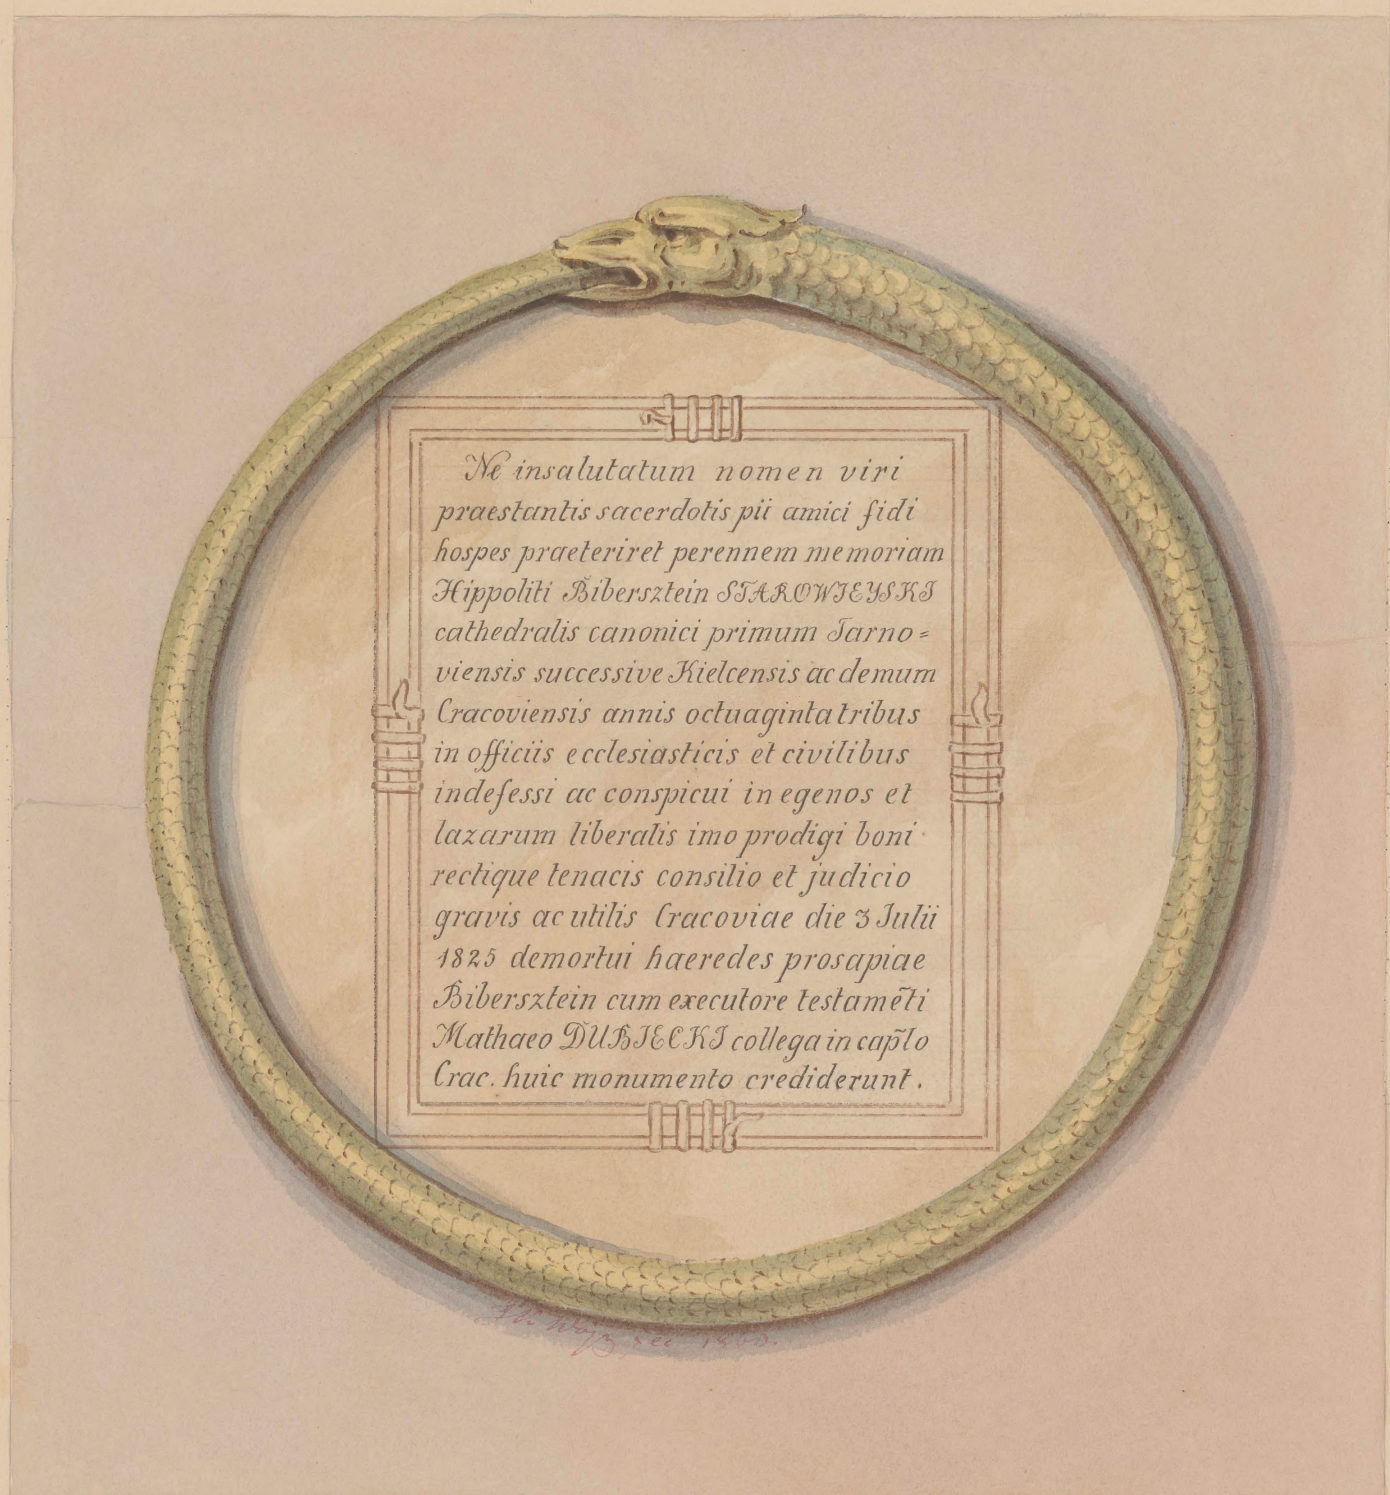 Ne insalutatum nomen viri
praestantis sacerdotis pii amici fidi
hospes praeteriret perennem memoriam
Hippoliti Bibersztein STAROWIEYSKI
cathedralis canonici primum Tarno=
viensis successive Kielcensis ac demum
Cracoviensis annis octuaginta tribus
in officiis ecclesiasticis et civilibus
indefessi ac conspicui in egenos et
lazarum liberalis imo prodigi boni
rectique tenacis consilio et judicio
gravis ac utilis Cracoviae die 3 Julii
1825 demortui haeredes prosapiae
Bibersztein cum executore testamẽti
Mathaeo DUBIECKI collega in cap̃lo
Crac. huic monumento crediderunt.